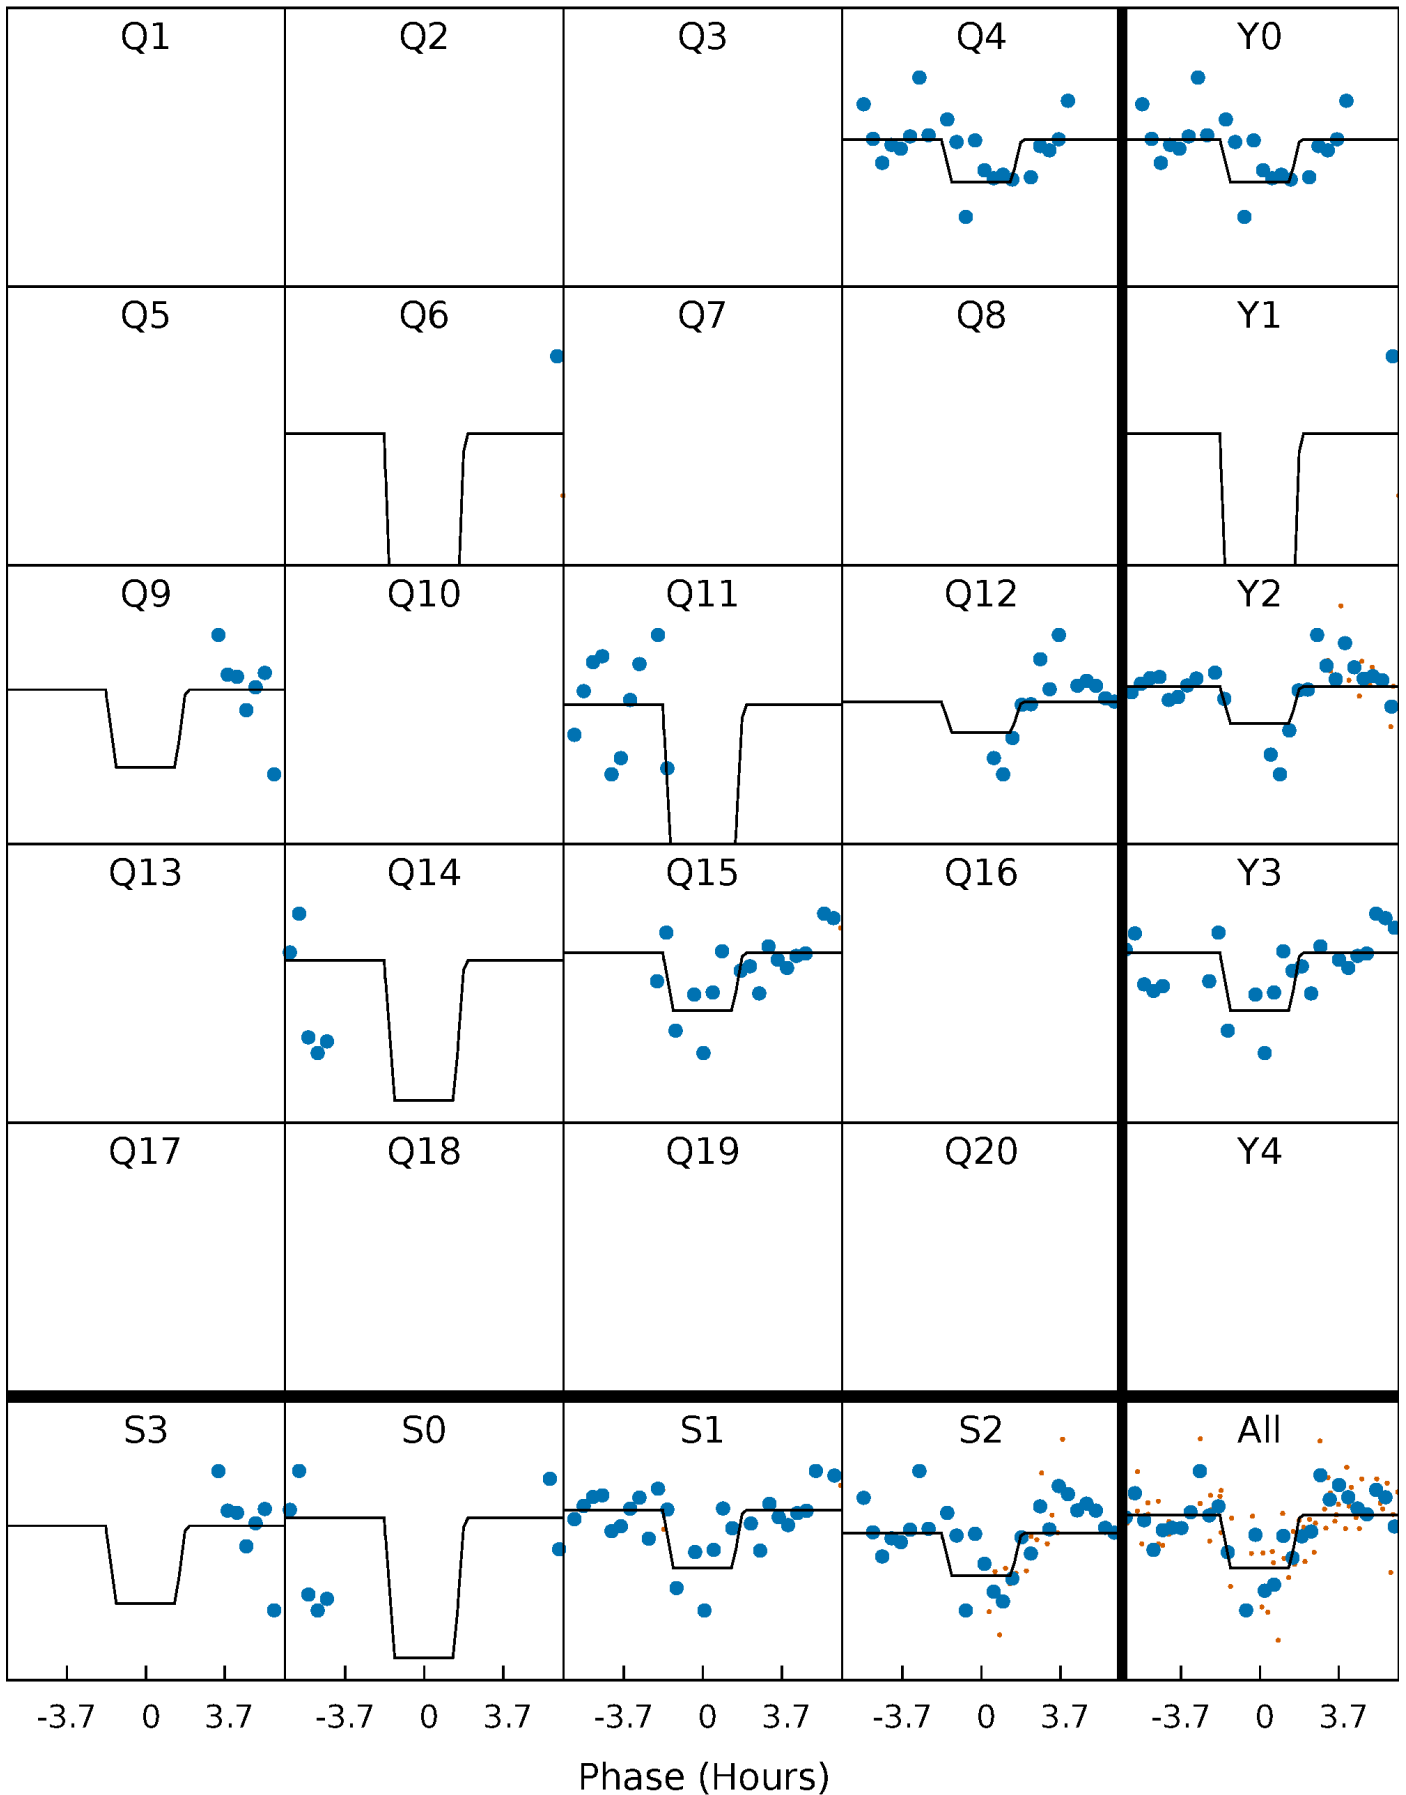 Q1 Q2 Q3 Q4 Y0
Q5 Q6 Q7 Q8 Y1
Q9 Q10 Q11 Q12 Y2
Q13 Q14 Q15 Q16 Y3
Q17 Q18 Q19 Q20 Y4
S3 S0 S1 S2 All
-3.7 0 3.7 -3.7 0 3.7 -3.7 0 3.7 -3.7 0 3.7 -3.7 0 3.7
Phase (Hours)